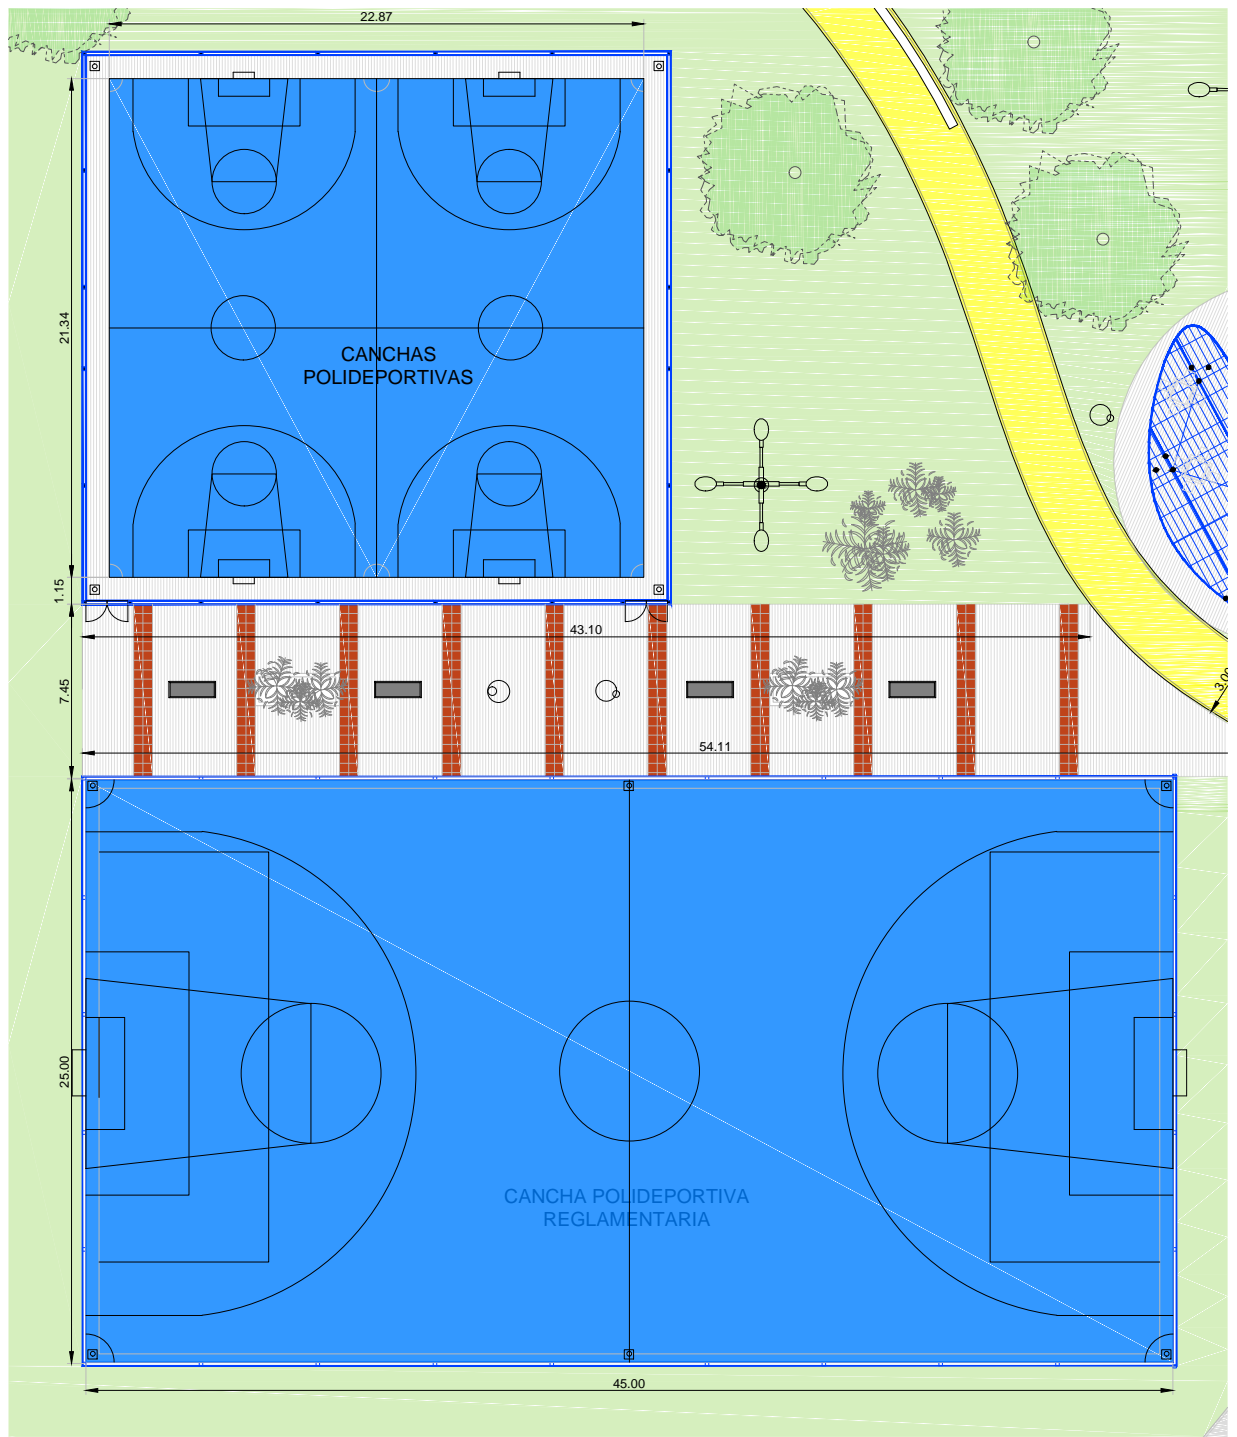 22.87
21.34
CANCHAS
POLIDEPORTIVAS
1.15
43.10
7.45
3.00
54.11
25.00
CANCHA POLIDEPORTIVA
REGLAMENTARIA
45.00